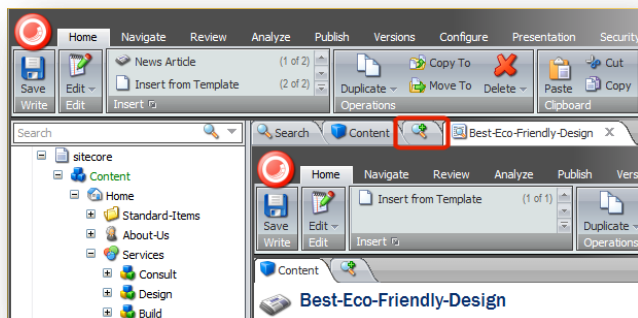 Home Navigate Review Analyze Publish Versions Configure Presentation Security
News Article (1 of 2)
Insert from Template (2 of 2)
Save Edit Duplicate Copy To Move To Delete Paste Cut Copy
Write Edit Insert Operations Clipboard
Search
Search Content Best-Eco-Friendly-Design X
sitecore
Content
Home
Standard-Items
About-Us
Services
Consult
Design
Build
Home Navigate Review Analyze Publish
Insert from Template (1 of 1)
Save Edit Duplicate
Write Edit Insert Operations
Content
Best-Eco-Friendly-Design